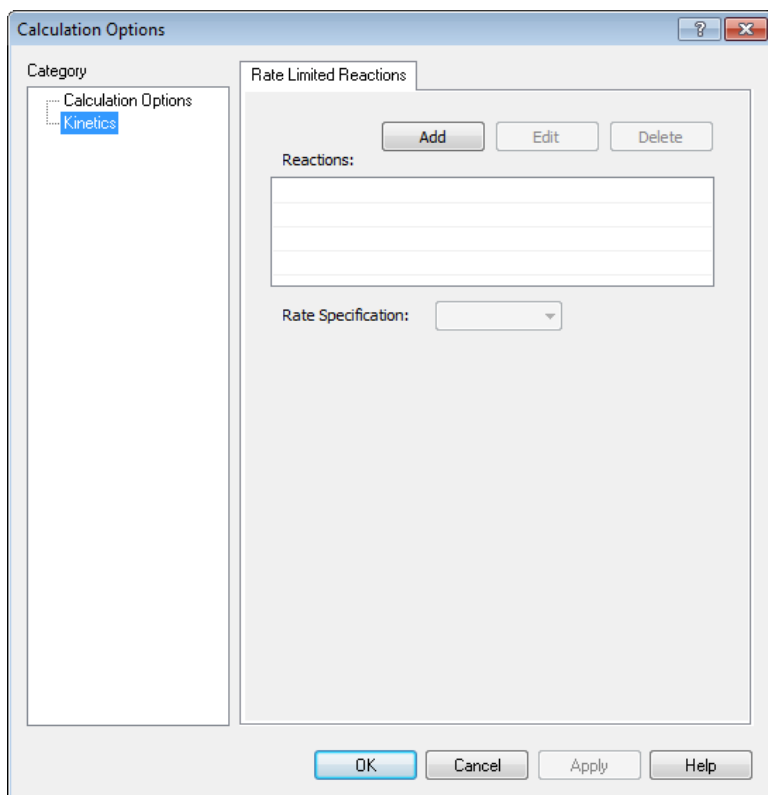 Calculation Options
Category
Calculation Options
Kinetics
Rate Limited Reactions
Add Edit Delete
Reactions:
Rate Specification:
OK Cancel Apply Help